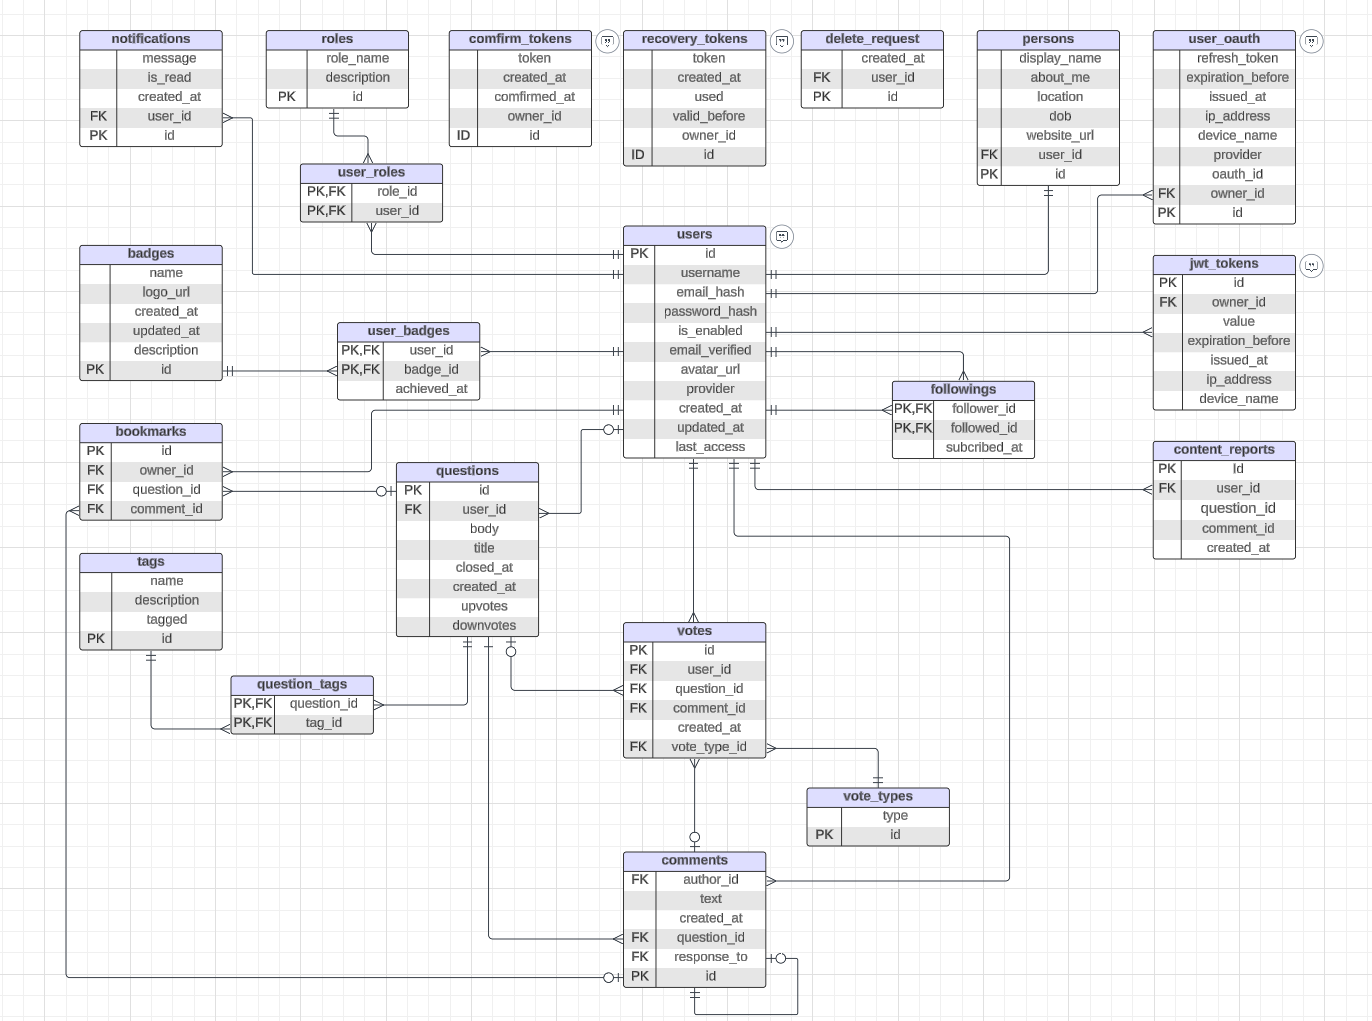 notifications
message
is_read
created_at
FK user_id
PK id
roles
role_name
description
PK id
comfirm_tokens
token
created_at
comfirmed_at
owner_id
ID id
recovery_tokens
token
created_at
used
valid_before
owner_id
ID id
delete_request
created_at
FK user_id
PK id
persons
display_name
about_me
location
dob
website_url
FK user_id
PK id
user_oauth
refresh_token
expiration_before
issued_at
ip_address
device_name
provider
oauth_id
FK owner_id
PK id
user_roles
PK,FK role_id
PK,FK user_id
users
PK id
username
email_hash
password_hash
is_enabled
email_verified
avatar_url
provider
created_at
updated_at
last_access
badges
name
logo_url
created_at
updated_at
description
PK id
jwt_tokens
PK id
FK owner_id
value
expiration_before
issued_at
ip_address
device_name
user_badges
PK,FK user_id
PK,FK badge_id
achieved_at
followings
PK,FK follower_id
PK,FK followed_id
subcribed_at
bookmarks
PK id
FK owner_id
FK question_id
FK comment_id
questions
PK id
FK user_id
body
title
closed_at
created_at
upvotes
downvotes
content_reports
PK Id
FK user_id
question_id
comment_id
created_at
tags
name
description
tagged
PK id
question_tags
PK,FK question_id
PK,FK tag_id
votes
PK id
FK user_id
FK question_id
FK comment_id
created_at
FK vote_type_id
vote_types
type
PK id
comments
FK author_id
text
created_at
FK question_id
FK response_to
PK id